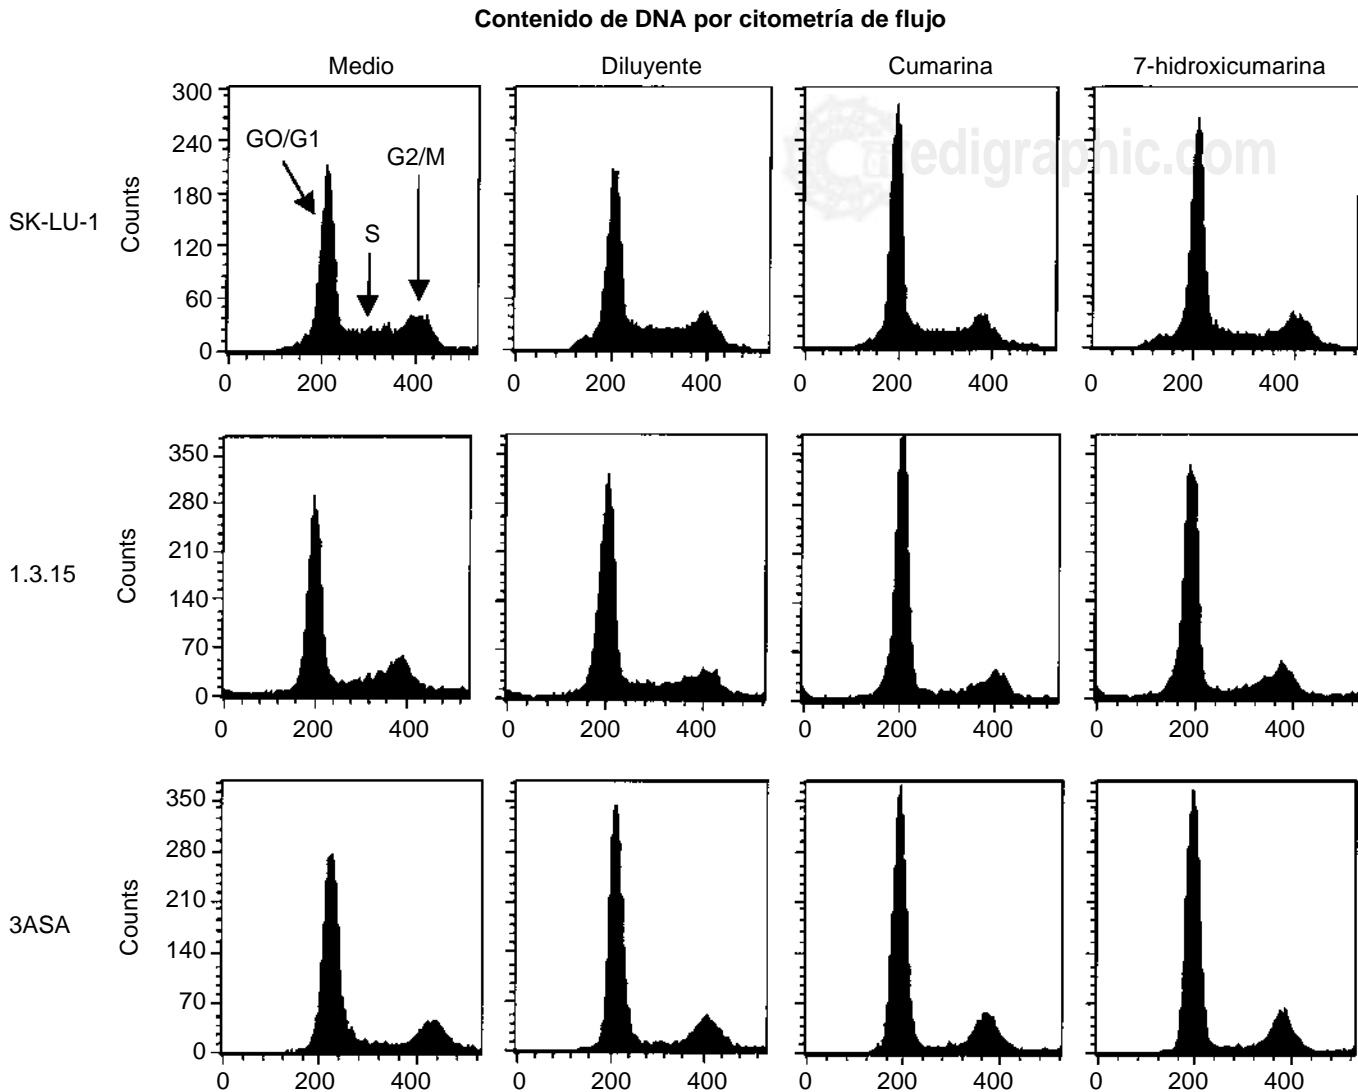 Contenido de DNA por citometría de flujo
Medio Diluyente Cumarina 7-hidroxicumarina
300
240
180
120
60
0
GO/G1
G2/M
S
SK-LU-1
Counts
edigraphic.com
0 200 400 0 200 400 0 200 400 0 200 400
350
280
210
140
70
0
1.3.15
Counts
0 200 400 0 200 400 0 200 400 0 200 400
350
280
210
140
70
0
3ASA
Counts
0 200 400 0 200 400 0 200 400 0 200 400